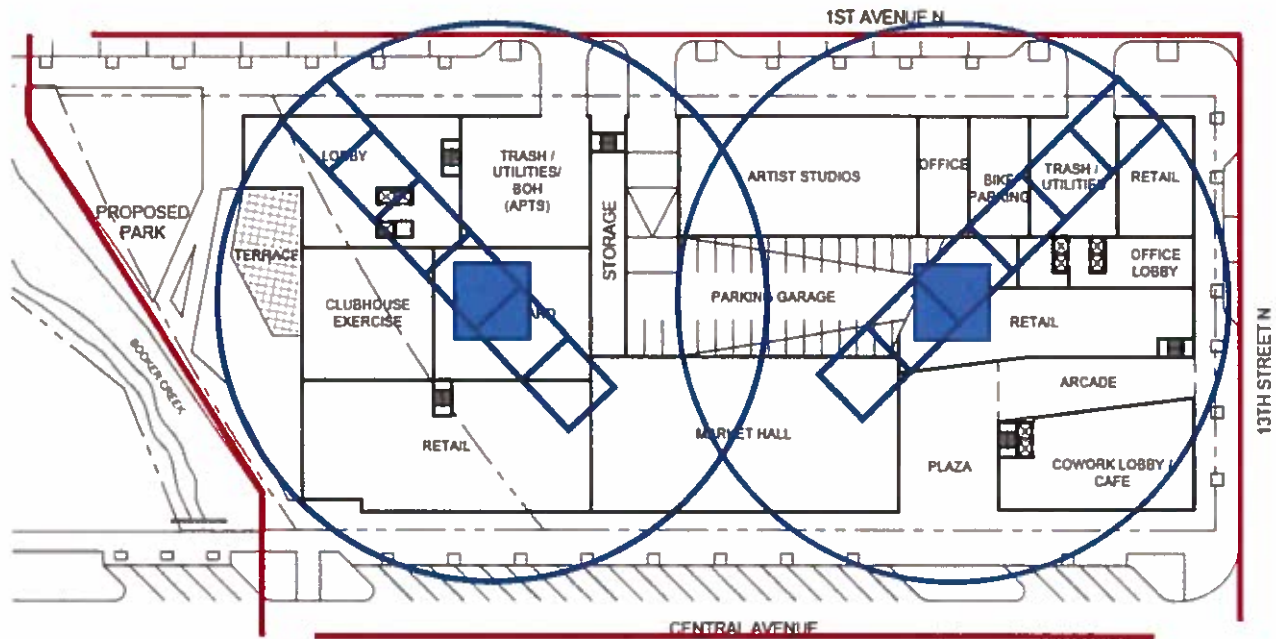 1ST AVENUE N
LOBBY
TRASH /
UTILITIES/
BOH
(APTS)
STORAGE
ARTIST STUDIOS
OFFICE
BIKE
PARKING
TRASH /
UTILITIES
RETAIL
PROPOSED
PARK
TERRACE
CLUBHOUSE
EXERCISE
PARKING GARAGE
OFFICE
LOBBY
RETAIL
BOOKER CREEK
13TH STREET N
ARCADE
RETAIL
MARKET HALL
PLAZA
COWORK LOBBY /
CAFE
CENTRAL AVENUE